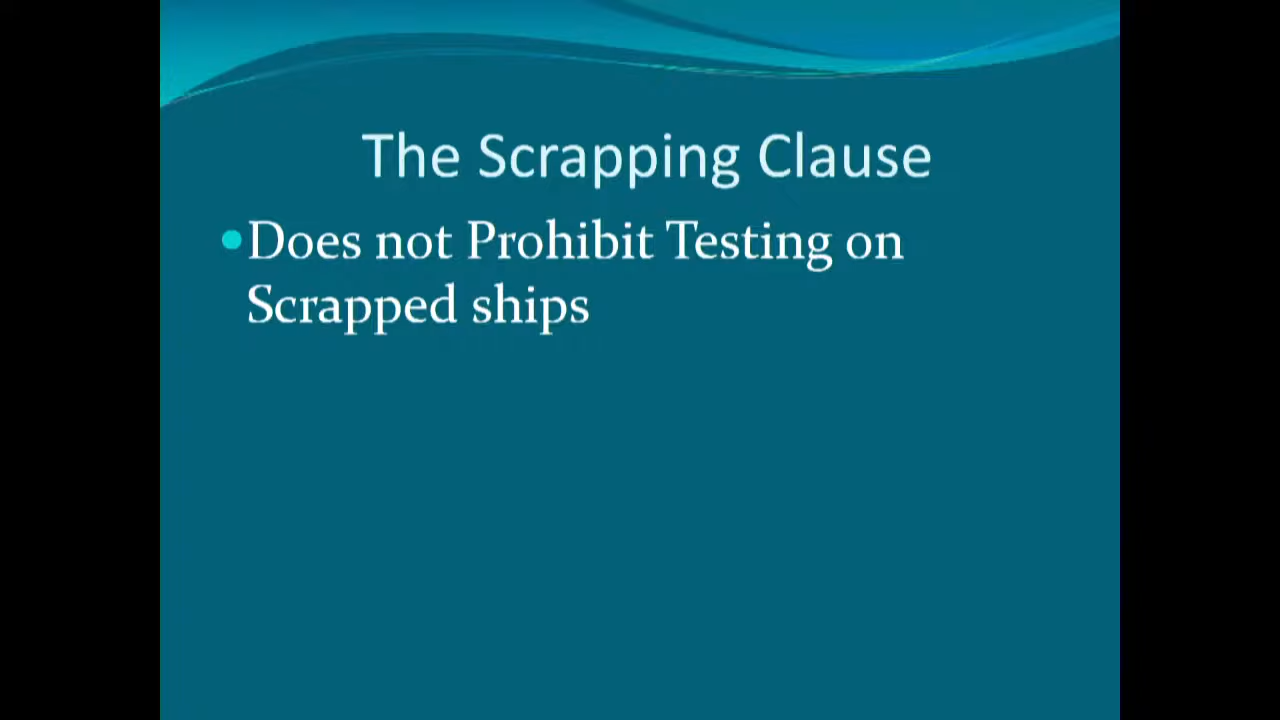 The Scrapping Clause
•Does not Prohibit Testing on
Scrapped ships